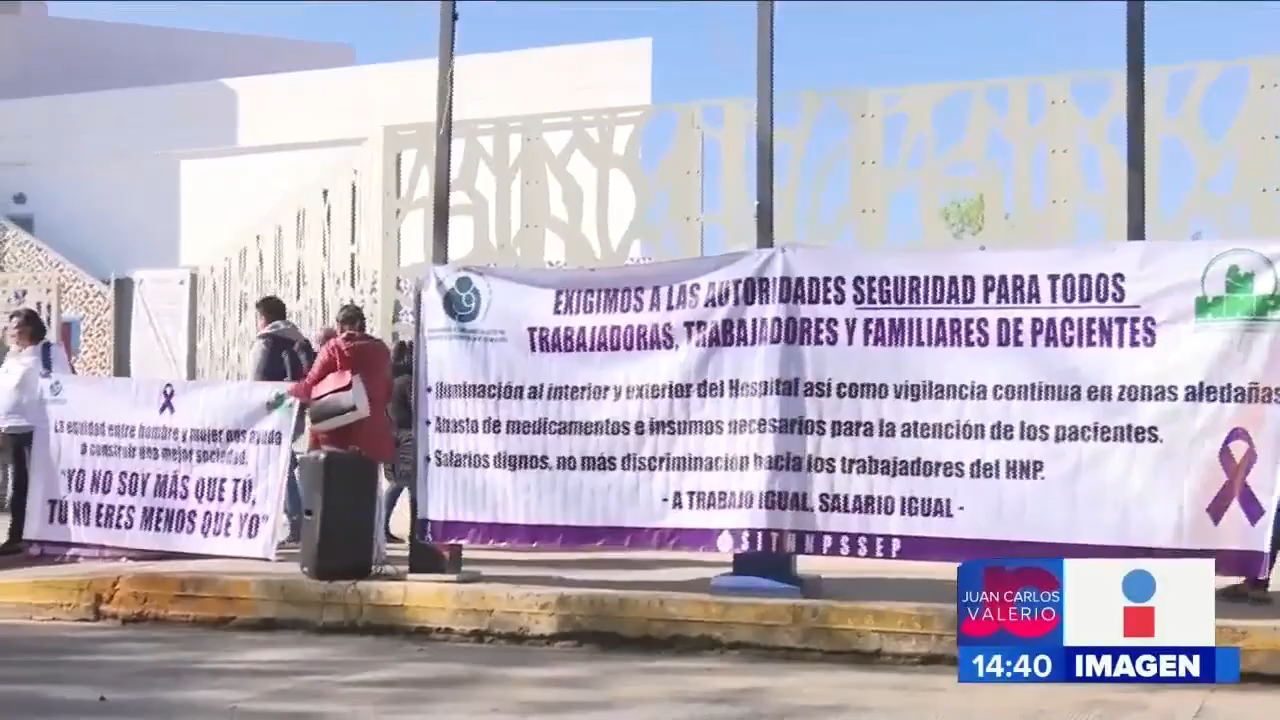 EXIGIMOS A LAS AUTORIDADES SEGURIDAD PARA TODOS
TRABAJADORAS, TRABAJADORES Y FAMILIARES DE PACIENTES
• Iluminación al interior y exterior del Hospital así como vigilancia continua en zonas aledañas
• Abasto de medicamentos e insumos necesarios para la atención de los pacientes.
• Salarios dignos, no más discriminación hacia los trabajadores del HNP.
- A TRABAJO IGUAL, SALARIO IGUAL -
La equidad entre hombre y mujer nos ayuda
a construir una mejor sociedad.
"YO NO SOY MÁS QUE TÚ,
TU NO ERES MENOS QUE YO"
JUAN CARLOS
VALERIO
14:40 IMAGEN